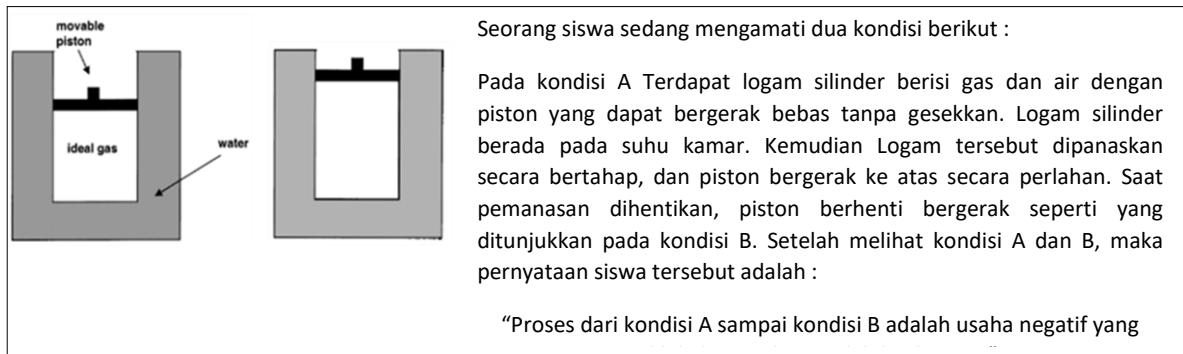 movable
piston
ideal gas
water
Seorang siswa sedang mengamati dua kondisi berikut :
Pada kondisi A Terdapat logam silinder berisi gas dan air dengan
piston yang dapat bergerak bebas tanpa gesekkan. Logam silinder
berada pada suhu kamar. Kemudian Logam tersebut dipanaskan
secara bertahap, dan piston bergerak ke atas secara perlahan. Saat
pemanasan dihentikan, piston berhenti bergerak seperti yang
ditunjukkan pada kondisi B. Setelah melihat kondisi A dan B, maka
pernyataan siswa tersebut adalah :
“Proses dari kondisi A sampai kondisi B adalah usaha negatif yang